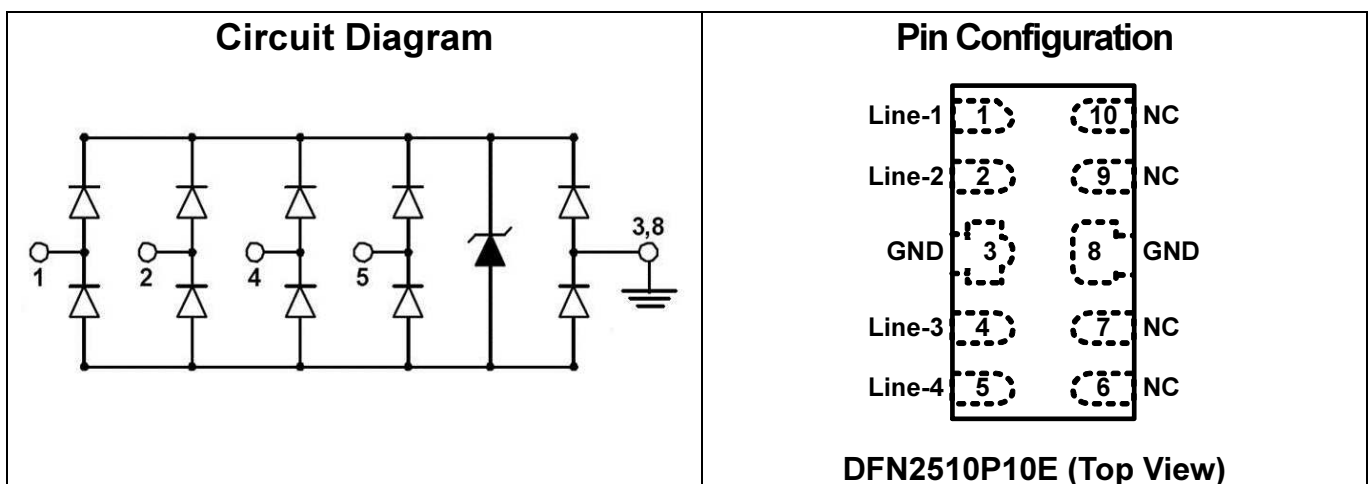 Circuit Diagram
3,8
1
2
4
5
Pin Configuration
Line-1 1 10 NC
Line-2 2 9 NC
GND 3 8 GND
Line-3 4 7 NC
Line-4 5 6 NC
DFN2510P10E (Top View)